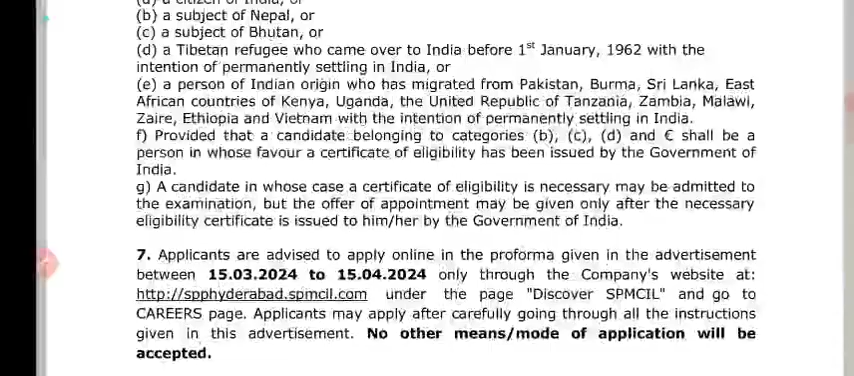 (a) a citizen of India, or
(b) a subject of Nepal, or
(c) a subject of Bhutan, or
(d) a Tibetan refugee who came over to India before 1st January, 1962 with the
intention of permanently settling in India, or
(e) a person of Indian origin who has migrated from Pakistan, Burma, Sri Lanka, East
African countries of Kenya, Uganda, the United Republic of Tanzania, Zambia, Malawi,
Zaire, Ethiopia and Vietnam with the intention of permanently settling in India.
f) Provided that a candidate belonging to categories (b), (c), (d) and € shall be a
person in whose favour a certificate of eligibility has been issued by the Government of
India.
g) A candidate in whose case a certificate of eligibility is necessary may be admitted to
the examination, but the offer of appointment may be given only after the necessary
eligibility certificate is issued to him/her by the Government of India.
7. Applicants are advised to apply online in the proforma given in the advertisement
between 15.03.2024 to 15.04.2024 only through the Company's website at:
http://spphyderabad.spmcil.com under the page "Discover SPMCIL" and go to
CAREERS page. Applicants may apply after carefully going through all the instructions
given in this advertisement. No other means/mode of application will be
accepted.